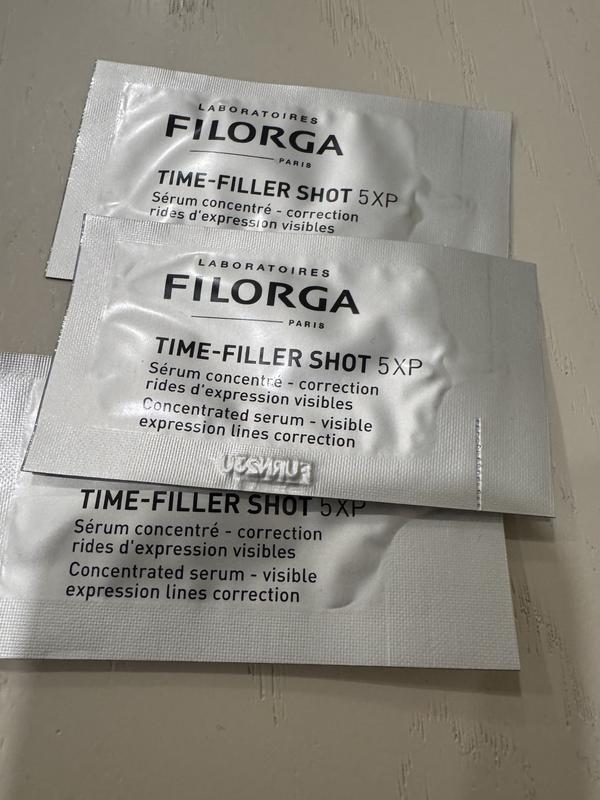 LABORATOIRES
FILORGA
PARIS
TIME-FILLER SHOT 5XP
Sérum concentré - correction
rides d'expression visibles
LABORATOIRES
FILORGA
PARIS
TIME-FILLER SHOT 5XP
Sérum concentré - correction
rides d'expression visibles
Concentrated serum - visible
expression lines correction
TIME-FILLER SHOT 5XP
Sérum concentré - correction
rides d'expression visibles
Concentrated serum - visible
expression lines correction